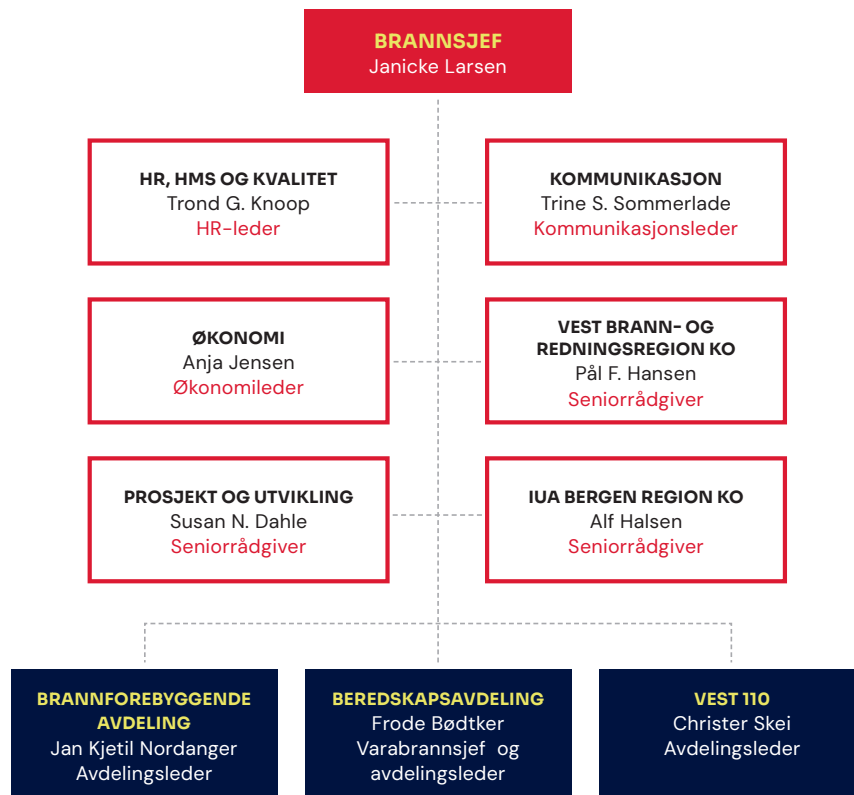 BRANNSJEF
Janicke Larsen
HR, HMS OG KVALITET
Trond G. Knoop
HR-leder
KOMMUNIKASJON
Trine S. Sommerlade
Kommunikasjonsleder
ØKONOMI
Anja Jensen
Økonomileder
VEST BRANN- OG
REDNINGSREGION KO
Pål F. Hansen
Seniorrådgiver
PROSJEKT OG UTVIKLING
Susan N. Dahle
Seniorrådgiver
IUA BERGEN REGION KO
Alf Halsen
Seniorrådgiver
BRANNFOREBYGGENDE
AVDELING
Jan Kjetil Nordanger
Avdelingsleder
BEREDSKAPSAVDELING
Frode Bødtker
Varabrannsjef og
avdelingsleder
VEST 110
Christer Skei
Avdelingsleder